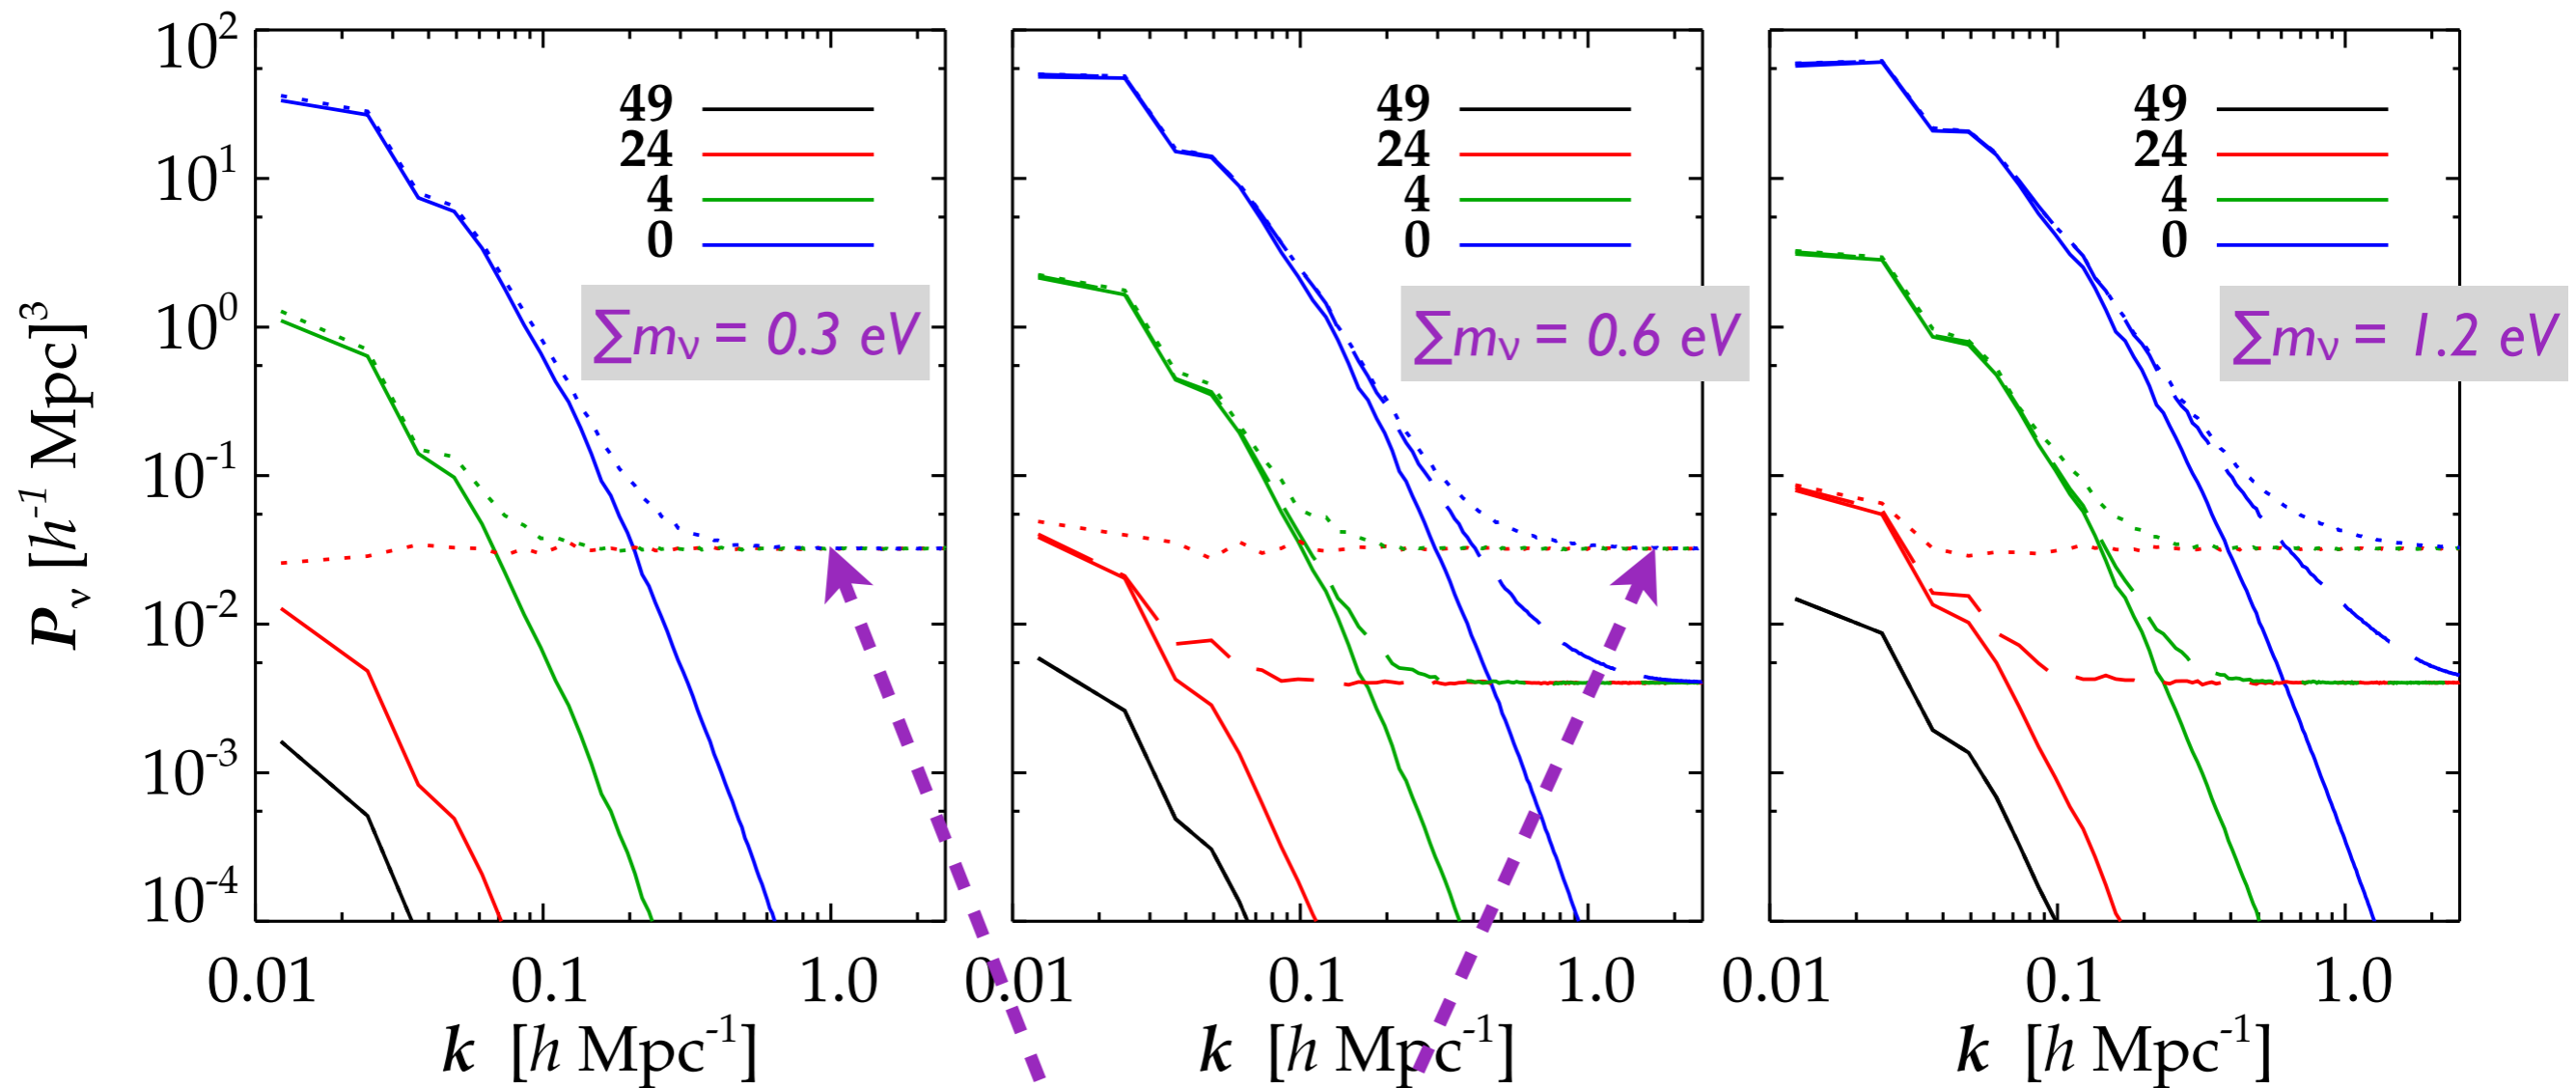 10^2
10^1
10^0
10^-1
10^-2
10^-3
10^-4
P_ν [h^-1 Mpc]^3
49
24
4
0
∑m_ν = 0.3 eV
49
24
4
0
∑m_ν = 0.6 eV
49
24
4
0
∑m_ν = 1.2 eV
0.01 0.1 1.0
0.01 0.1 1.0
0.01 0.1 1.0
k [h Mpc^-1]
k [h Mpc^-1]
k [h Mpc^-1]